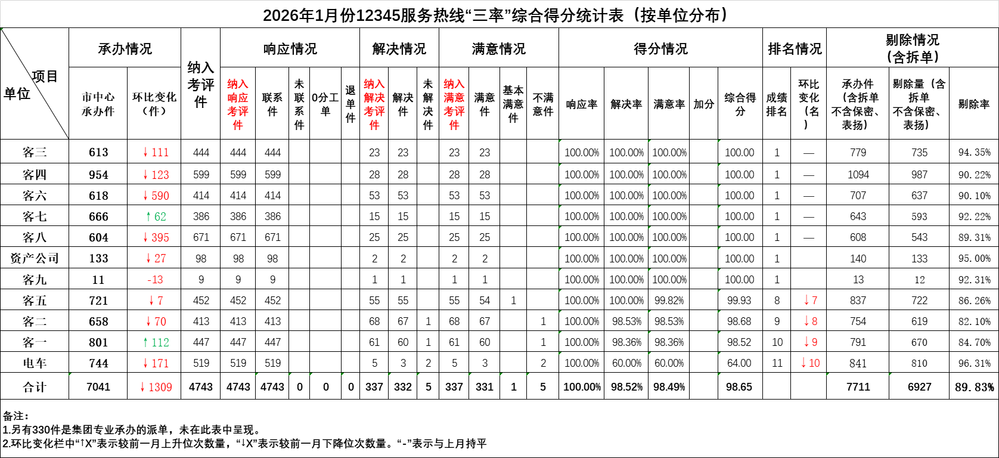 2026年1月份12345服务热线“三率”综合得分统计表（按单位分布）
项目 单位 承办情况 纳入考评件 响应情况 解决情况 满意情况 得分情况 排名情况 剔除情况（含拆单）
市中心承办件 环比变化（件） 纳入响应考评件 联系件 未联系件 0分工单 退单件 纳入解决考评件 解决件 未解决件 纳入满意考评件 满意件 基本满意件 不满意件 响应率 解决率 满意率 加分 综合得分 成绩排名 环比变化（名） 承办件（含拆单不含保密、表扬） 剔除量（含拆单不含保密、表扬） 剔除率
客三 613 ↓111 444 444 444 23 23 23 23 100.00% 100.00% 100.00% 100.00 1 — 779 735 94.35%
客四 954 ↓123 599 599 599 28 28 28 28 100.00% 100.00% 100.00% 100.00 1 — 1094 987 90.22%
客六 618 ↓590 414 414 414 53 53 53 53 100.00% 100.00% 100.00% 100.00 1 — 707 637 90.10%
客七 666 ↑62 386 386 386 15 15 15 15 100.00% 100.00% 100.00% 100.00 1 — 643 593 92.22%
客八 604 ↓395 671 671 671 25 25 25 25 100.00% 100.00% 100.00% 100.00 1 — 608 543 89.31%
资产公司 133 ↓27 98 98 98 2 2 2 2 100.00% 100.00% 100.00% 100.00 1 140 133 95.00%
客九 11 -13 9 9 9 1 1 1 1 100.00% 100.00% 100.00% 100.00 1 13 12 92.31%
客五 721 ↓7 452 452 452 55 55 55 54 1 100.00% 100.00% 99.82% 99.93 8 ↓7 837 722 86.26%
客二 658 ↓70 413 413 413 68 67 1 68 67 1 100.00% 98.53% 98.53% 98.68 9 ↓8 754 619 82.10%
客一 801 ↑112 447 447 447 61 60 1 61 60 1 100.00% 98.36% 98.36% 98.52 10 ↓9 791 670 84.70%
电车 744 ↓171 519 519 519 5 3 2 5 3 2 100.00% 60.00% 60.00% 64.00 11 ↓10 841 810 96.31%
合计 7041 ↓1309 4743 4743 4743 0 0 0 337 332 5 337 331 1 5 100.00% 98.52% 98.49% 98.65 7711 6927 89.83%
备注：
1.另有330件是集团专业承办的派单，未在此表中呈现。
2.环比变化栏中“↑X”表示较前一月上升位次数量，“↓X”表示较前一月下降位次数量。“-”表示与上月持平